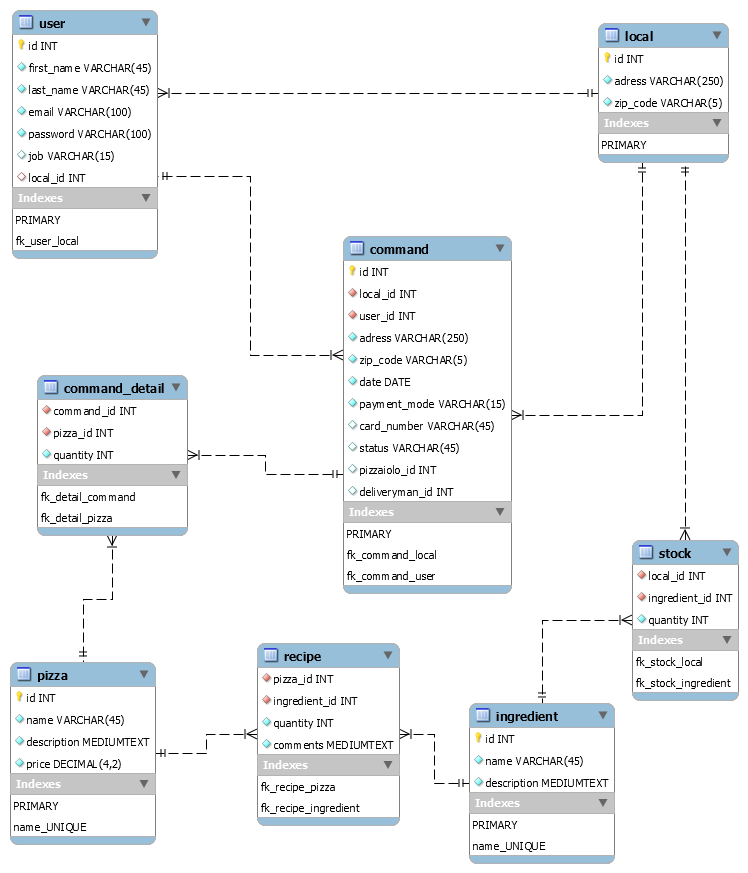 user
id INT
first_name VARCHAR(45)
last_name VARCHAR(45)
email VARCHAR(100)
password VARCHAR(100)
job VARCHAR(15)
local_id INT
Indexes
PRIMARY
fk_user_local
local
id INT
adress VARCHAR(250)
zip_code VARCHAR(5)
Indexes
PRIMARY
command
id INT
local_id INT
user_id INT
adress VARCHAR(250)
zip_code VARCHAR(5)
date DATE
payment_mode VARCHAR(15)
card_number VARCHAR(45)
status VARCHAR(45)
pizzaiolo_id INT
deliveryman_id INT
Indexes
PRIMARY
fk_command_local
fk_command_user
command_detail
command_id INT
pizza_id INT
quantity INT
Indexes
fk_detail_command
fk_detail_pizza
stock
local_id INT
ingredient_id INT
quantity INT
Indexes
fk_stock_local
fk_stock_ingredient
pizza
id INT
name VARCHAR(45)
description MEDIUMTEXT
price DECIMAL(4,2)
Indexes
PRIMARY
name_UNIQUE
recipe
pizza_id INT
ingredient_id INT
quantity INT
comments MEDIUMTEXT
Indexes
fk_recipe_pizza
fk_recipe_ingredient
ingredient
id INT
name VARCHAR(45)
description MEDIUMTEXT
Indexes
PRIMARY
name_UNIQUE